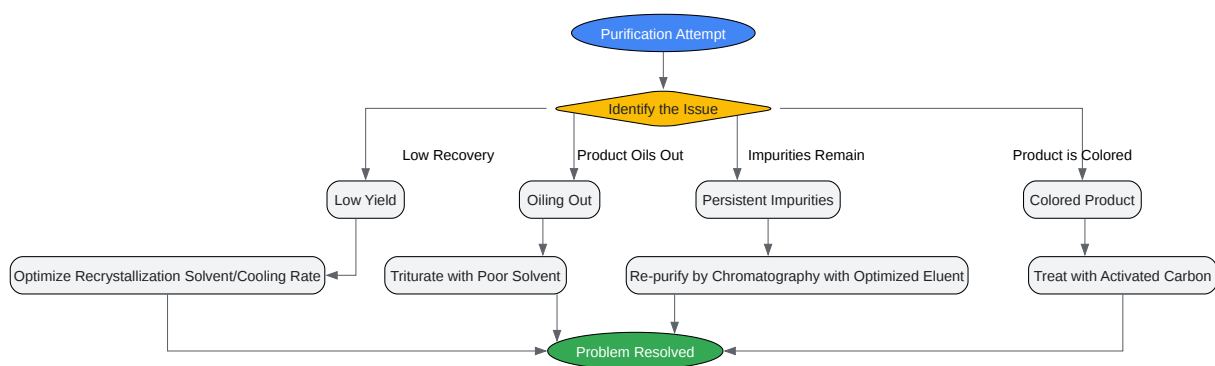 Purification Attempt
Identify the Issue
Low Recovery
Product Oils Out
Impurities Remain
Product is Colored
Low Yield
Oiling Out
Persistent Impurities
Colored Product
Optimize Recrystallization Solvent/Cooling Rate
Triturate with Poor Solvent
Re-purify by Chromatography with Optimized Eluent
Treat with Activated Carbon
Problem Resolved